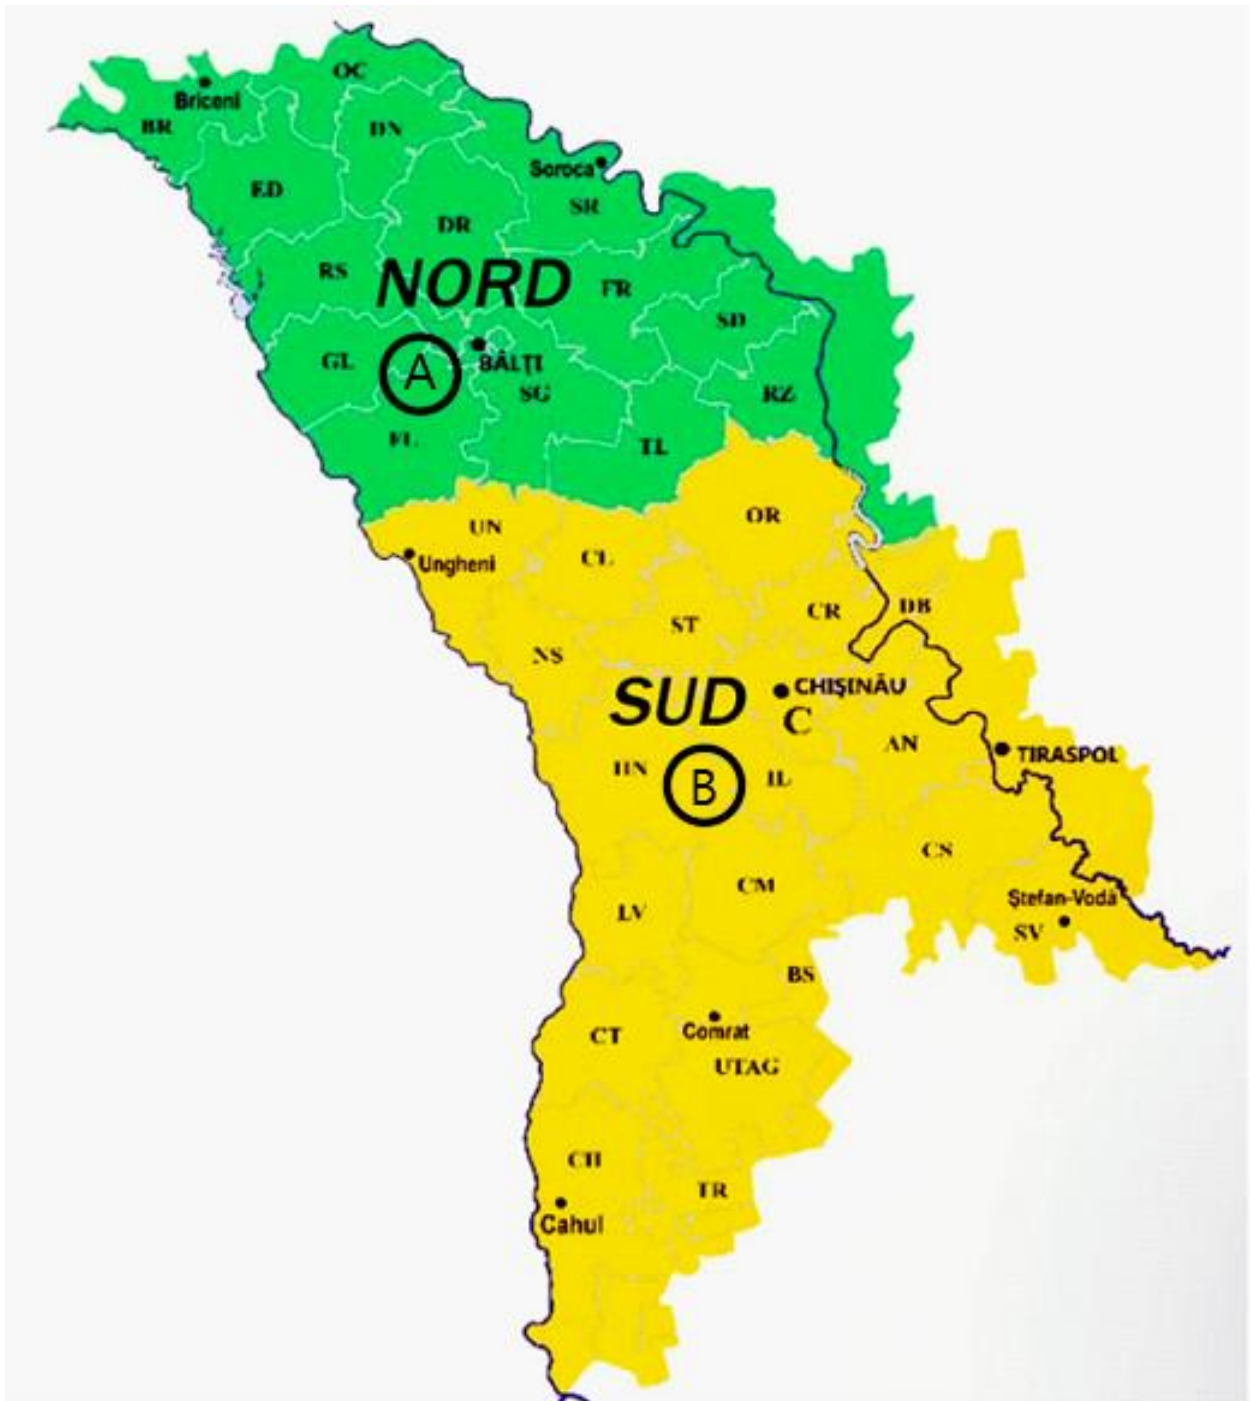 OC
Briceni
BR
DN
Soroca
ED
SR
DR
RS
NORD
FR
SD
BÂLȚI
GL
A
SG
RZ
FL
TL
OR
UN
CL
Ungheni
CR
DB
ST
NS
SUD
CHIȘINĂU
C
AN
TIRASPOL
HN
B
IL
CS
CM
Ștefan-Vodă
LV
SV
BS
Comrat
CT
UTAG
CH
TR
Cahul